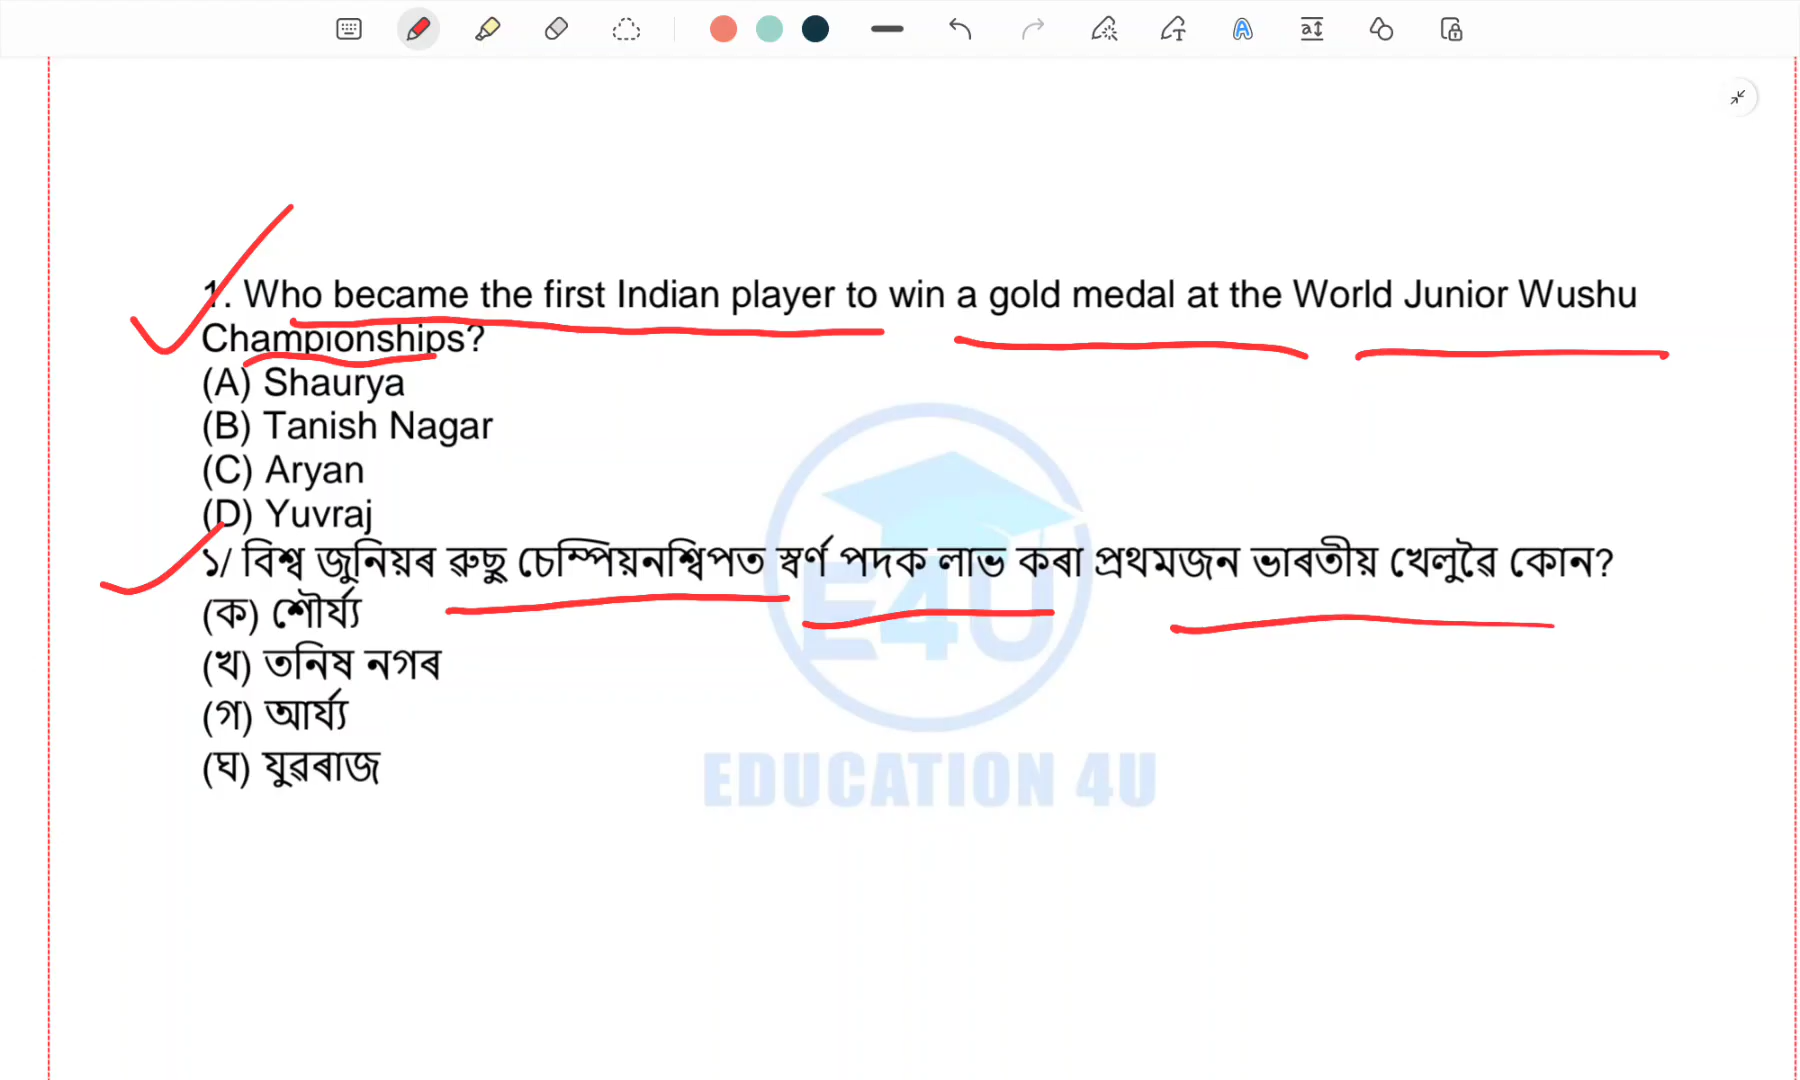 1. Who became the first Indian player to win a gold medal at the World Junior Wushu
Championships?
(A) Shaurya
(B) Tanish Nagar
(C) Aryan
(D) Yuvraj
১/ বিশ্ব জুনিয়ৰ ৱুছু চেম্পিয়নশ্বিপত স্বৰ্ণ পদক লাভ কৰা প্ৰথমজন ভাৰতীয় খেলুৱৈ কোন?
(ক) শৌৰ্য্য
(খ) তনিষ নগৰ
(গ) আৰ্য্য
(ঘ) যুৱৰাজ
E4U
EDUCATION 4U